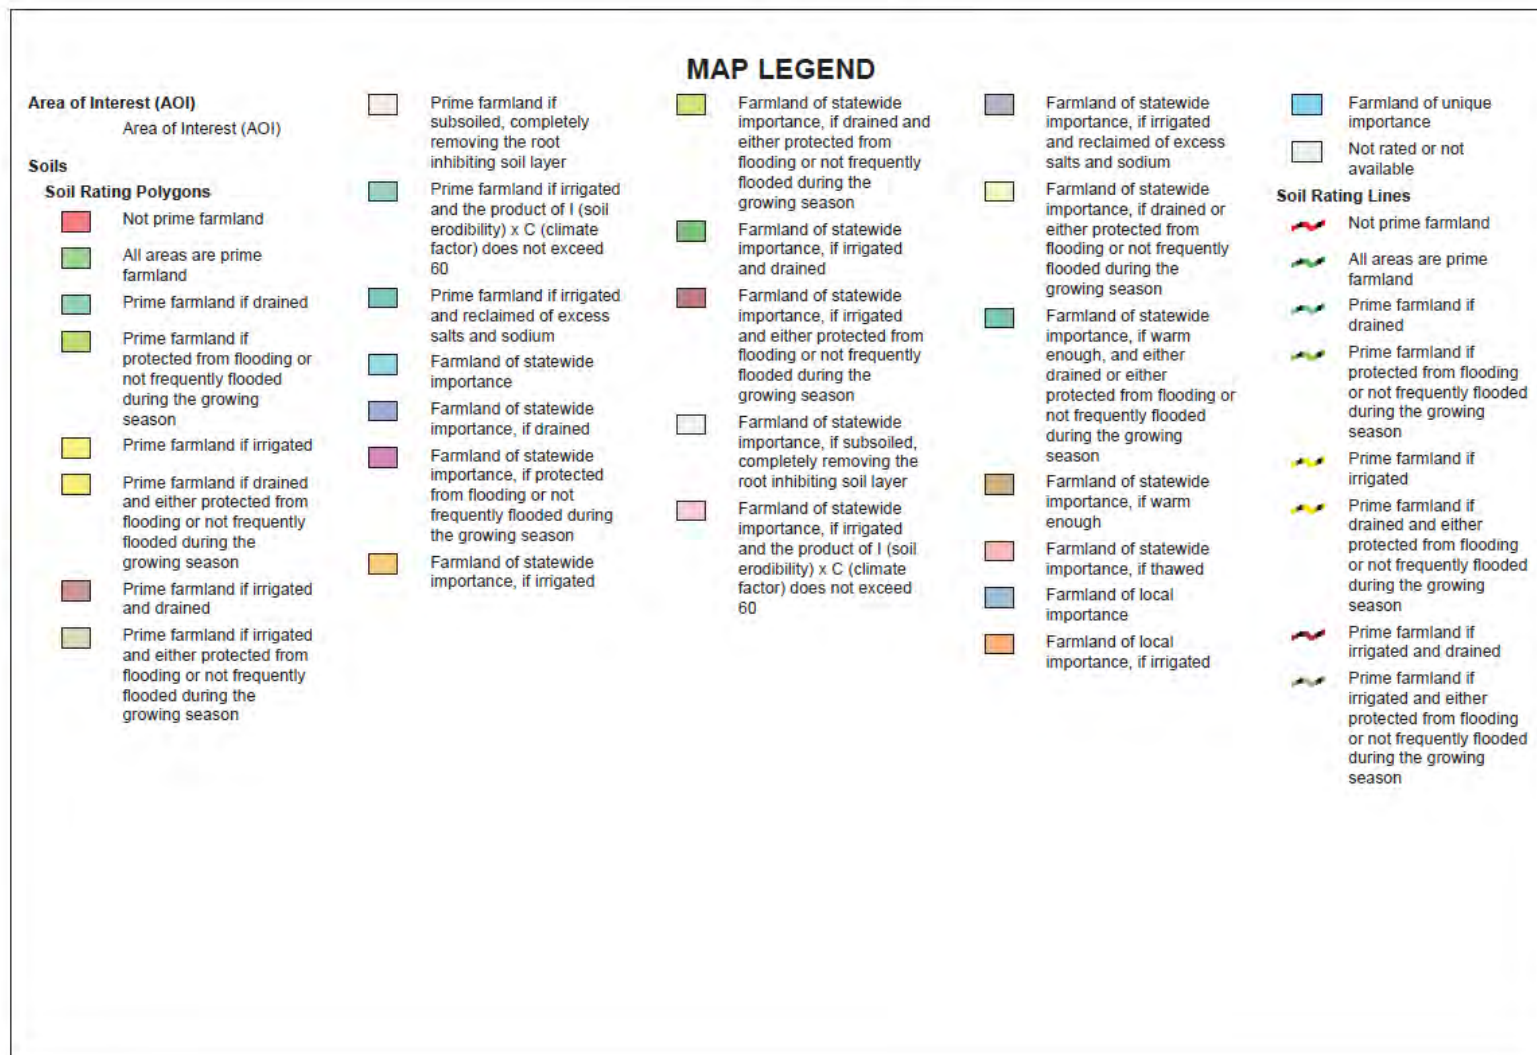 MAP LEGEND
Area of Interest (AOI)
Area of Interest (AOI)
Soils
Soil Rating Polygons
Not prime farmland
All areas are prime
farmland
Prime farmland if drained
Prime farmland if
protected from flooding or
not frequently flooded
during the growing
season
Prime farmland if irrigated
Prime farmland if drained
and either protected from
flooding or not frequently
flooded during the
growing season
Prime farmland if irrigated
and drained
Prime farmland if irrigated
and either protected from
flooding or not frequently
flooded during the
growing season
Prime farmland if
subsoiled, completely
removing the root
inhibiting soil layer
Prime farmland if irrigated
and the product of I (soil
erodibility) x C (climate
factor) does not exceed
60
Prime farmland if irrigated
and reclaimed of excess
salts and sodium
Farmland of statewide
importance
Farmland of statewide
importance, if drained
Farmland of statewide
importance, if protected
from flooding or not
frequently flooded during
the growing season
Farmland of statewide
importance, if irrigated
Farmland of statewide
importance, if drained and
either protected from
flooding or not frequently
flooded during the
growing season
Farmland of statewide
importance, if irrigated
and drained
Farmland of statewide
importance, if irrigated
and either protected from
flooding or not frequently
flooded during the
growing season
Farmland of statewide
importance, if subsoiled,
completely removing the
root inhibiting soil layer
Farmland of statewide
importance, if irrigated
and the product of I (soil
erodibility) x C (climate
factor) does not exceed
60
Farmland of statewide
importance, if irrigated
and reclaimed of excess
salts and sodium
Farmland of statewide
importance, if drained or
either protected from
flooding or not frequently
flooded during the
growing season
Farmland of statewide
importance, if warm
enough, and either
drained or either
protected from flooding or
not frequently flooded
during the growing
season
Farmland of statewide
importance, if warm
enough
Farmland of statewide
importance, if thawed
Farmland of local
importance
Farmland of local
importance, if irrigated
Farmland of unique
importance
Not rated or not
available
Soil Rating Lines
Not prime farmland
All areas are prime
farmland
Prime farmland if
drained
Prime farmland if
protected from flooding
or not frequently flooded
during the growing
season
Prime farmland if
irrigated
Prime farmland if
drained and either
protected from flooding
or not frequently flooded
during the growing
season
Prime farmland if
irrigated and drained
Prime farmland if
irrigated and either
protected from flooding
or not frequently flooded
during the growing
season